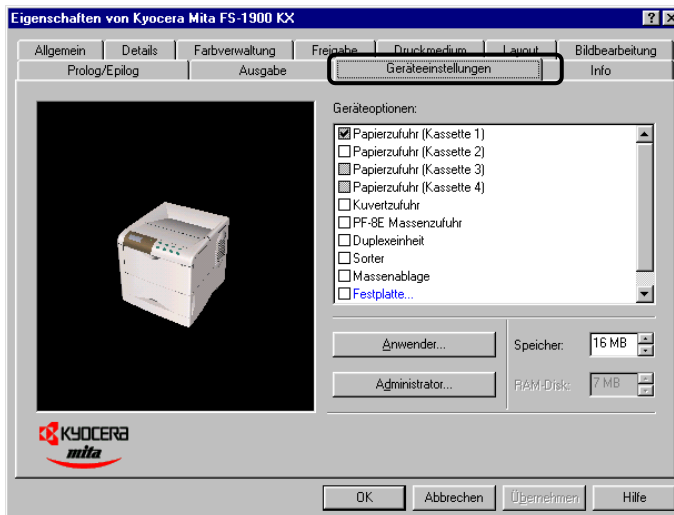 Eigenschaften von Kyocera Mita FS-1900 KX
Allgemein Details Farbverwaltung Freigabe Druckmedium Layout Bildbearbeitung
Prolog/Epilog Ausgabe Geräteeinstellungen Info
Geräteoptionen:
Papierzufuhr (Kassette 1)
Papierzufuhr (Kassette 2)
Papierzufuhr (Kassette 3)
Papierzufuhr (Kassette 4)
Kuvertzufuhr
PF-8E Massenzufuhr
Duplexeinheit
Sorter
Massenablage
Festplatte...
Anwender... Speicher: 16 MB
Administrator... RAM-Disk: 7 MB
KYOCERA
mita
OK Abbrechen Übernehmen Hilfe